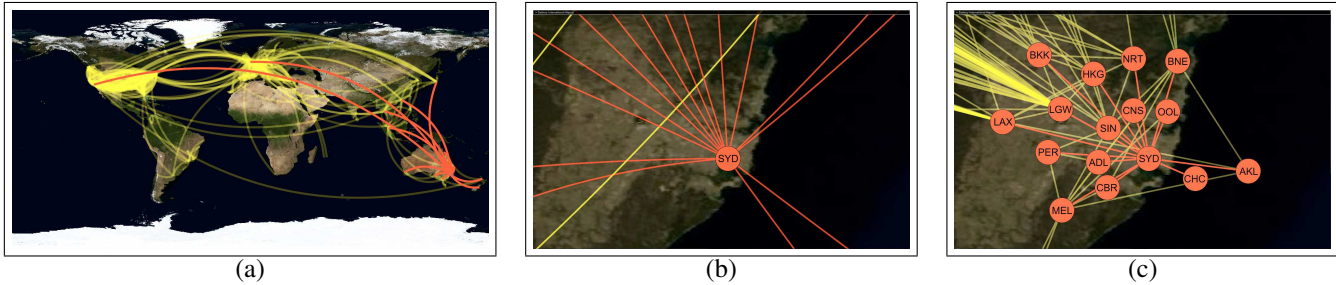 SYD
BKK
NRT
BNE
HKG
LGW
CNS
OOL
LAX
SIN
PER
ADL
SYD
AKL
CHC
CBR
MEL
(a)
(b)
(c)